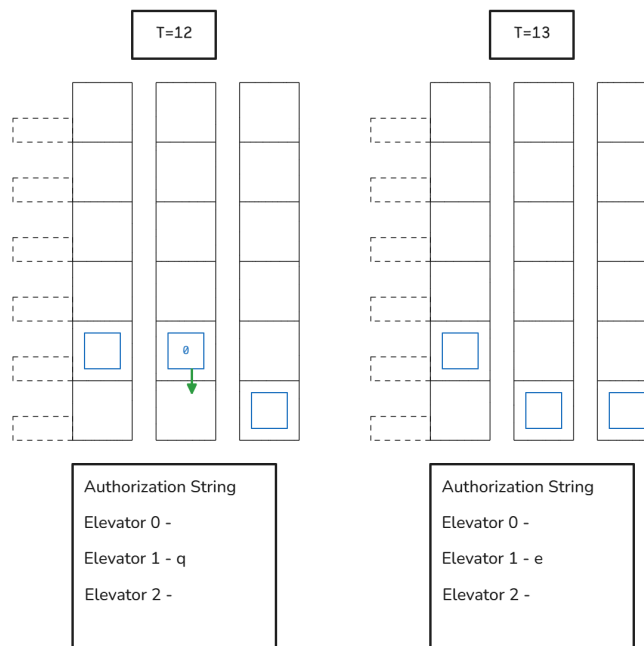 T=12
T=13
0
Authorization String
Elevator 0 -
Elevator 1 - q
Elevator 2 -
Authorization String
Elevator 0 -
Elevator 1 - e
Elevator 2 -